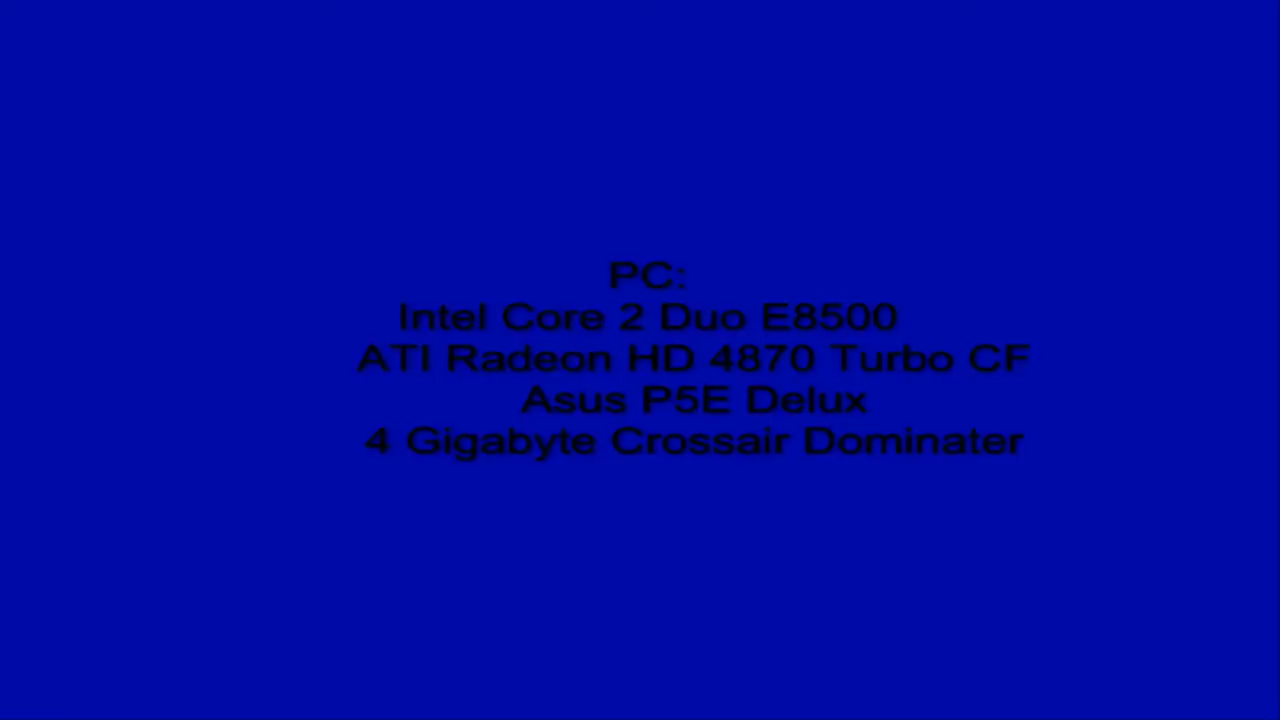 PC:
Intel Core 2 Duo E8500
ATI Radeon HD 4870 Turbo CF
Asus P5E Delux
4 Gigabyte Crossair Dominater